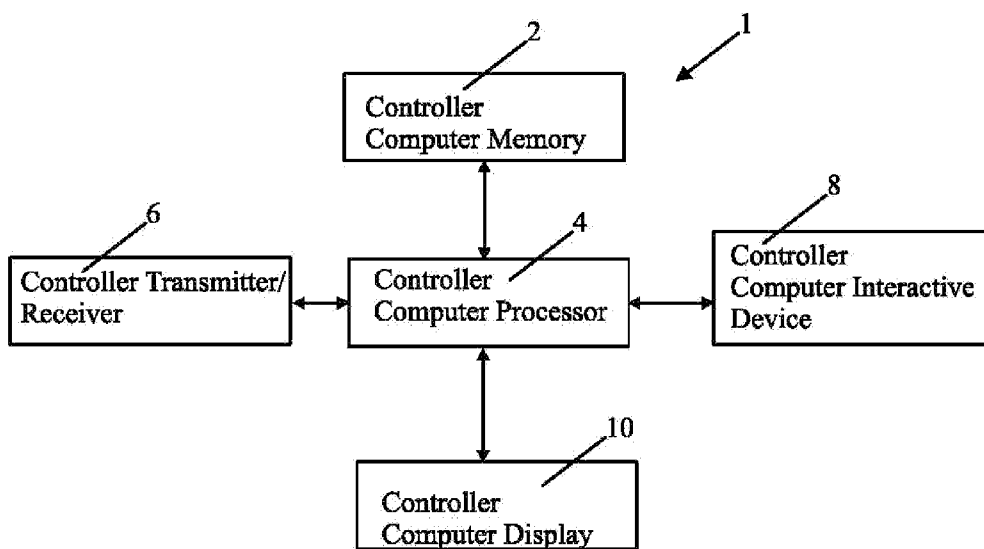 1
2
Controller
Computer Memory
6
Controller Transmitter/
Receiver
4
Controller
Computer Processor
8
Controller
Computer Interactive
Device
10
Controller
Computer Display